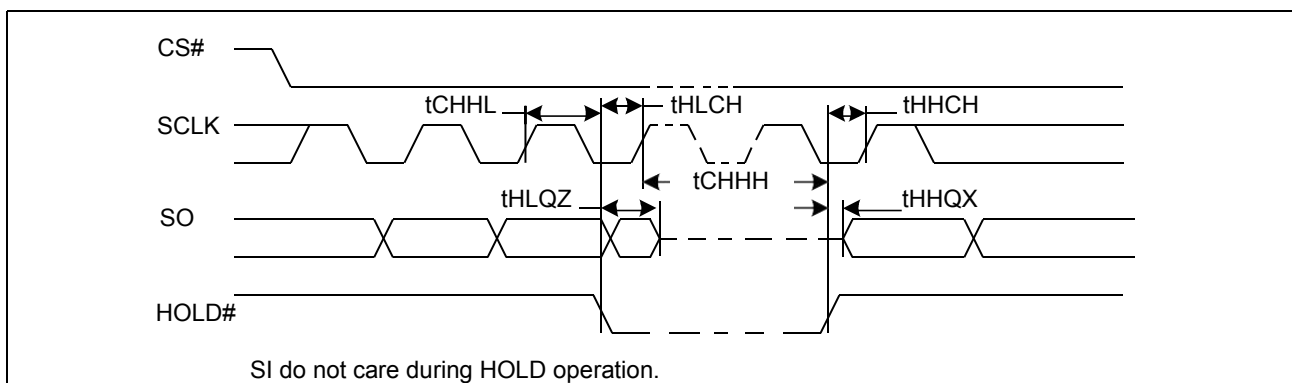 CS#
tCHHL
tHLCH
tHHCH
SCLK
tCHHH
tHLQZ
tHHQX
SO
HOLD#
SI do not care during HOLD operation.